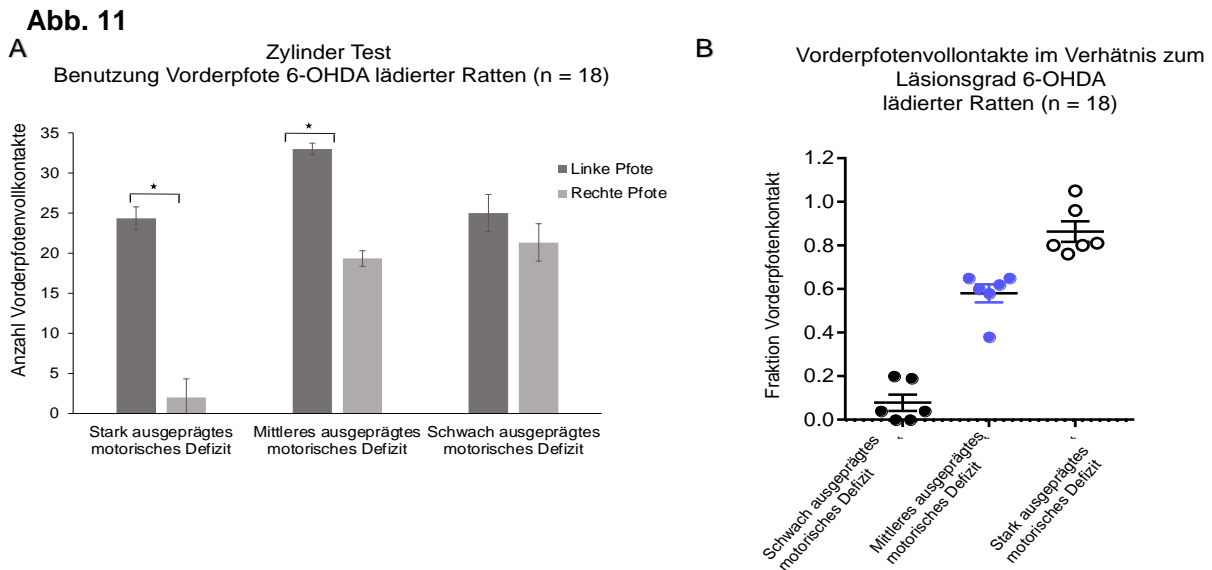 Abb. 11
A
Zylinder Test
Benutzung Vorderpfote 6-OHDA lädierter Ratten (n = 18)
Anzahl Vorderpfotenvollkontakte
35
30
25
20
15
10
5
0
★
★
Linke Pfote
Rechte Pfote
Stark ausgeprägtes
motorisches Defizit
Mittleres ausgeprägtes
motorisches Defizit
Schwach ausgeprägtes
motorisches Defizit
B
Vorderpfotenvollontakte im Verhätnis zum
Läsionsgrad 6-OHDA
lädierter Ratten (n = 18)
Fraktion Vorderpfotenkontakt
1.2
1.0
0.8
0.6
0.4
0.2
0.0
Schwach ausgeprägtes
motorisches Defizit
Mittleres ausgeprägtes
motorisches Defizit
Stark ausgeprägtes
motorisches Defizit